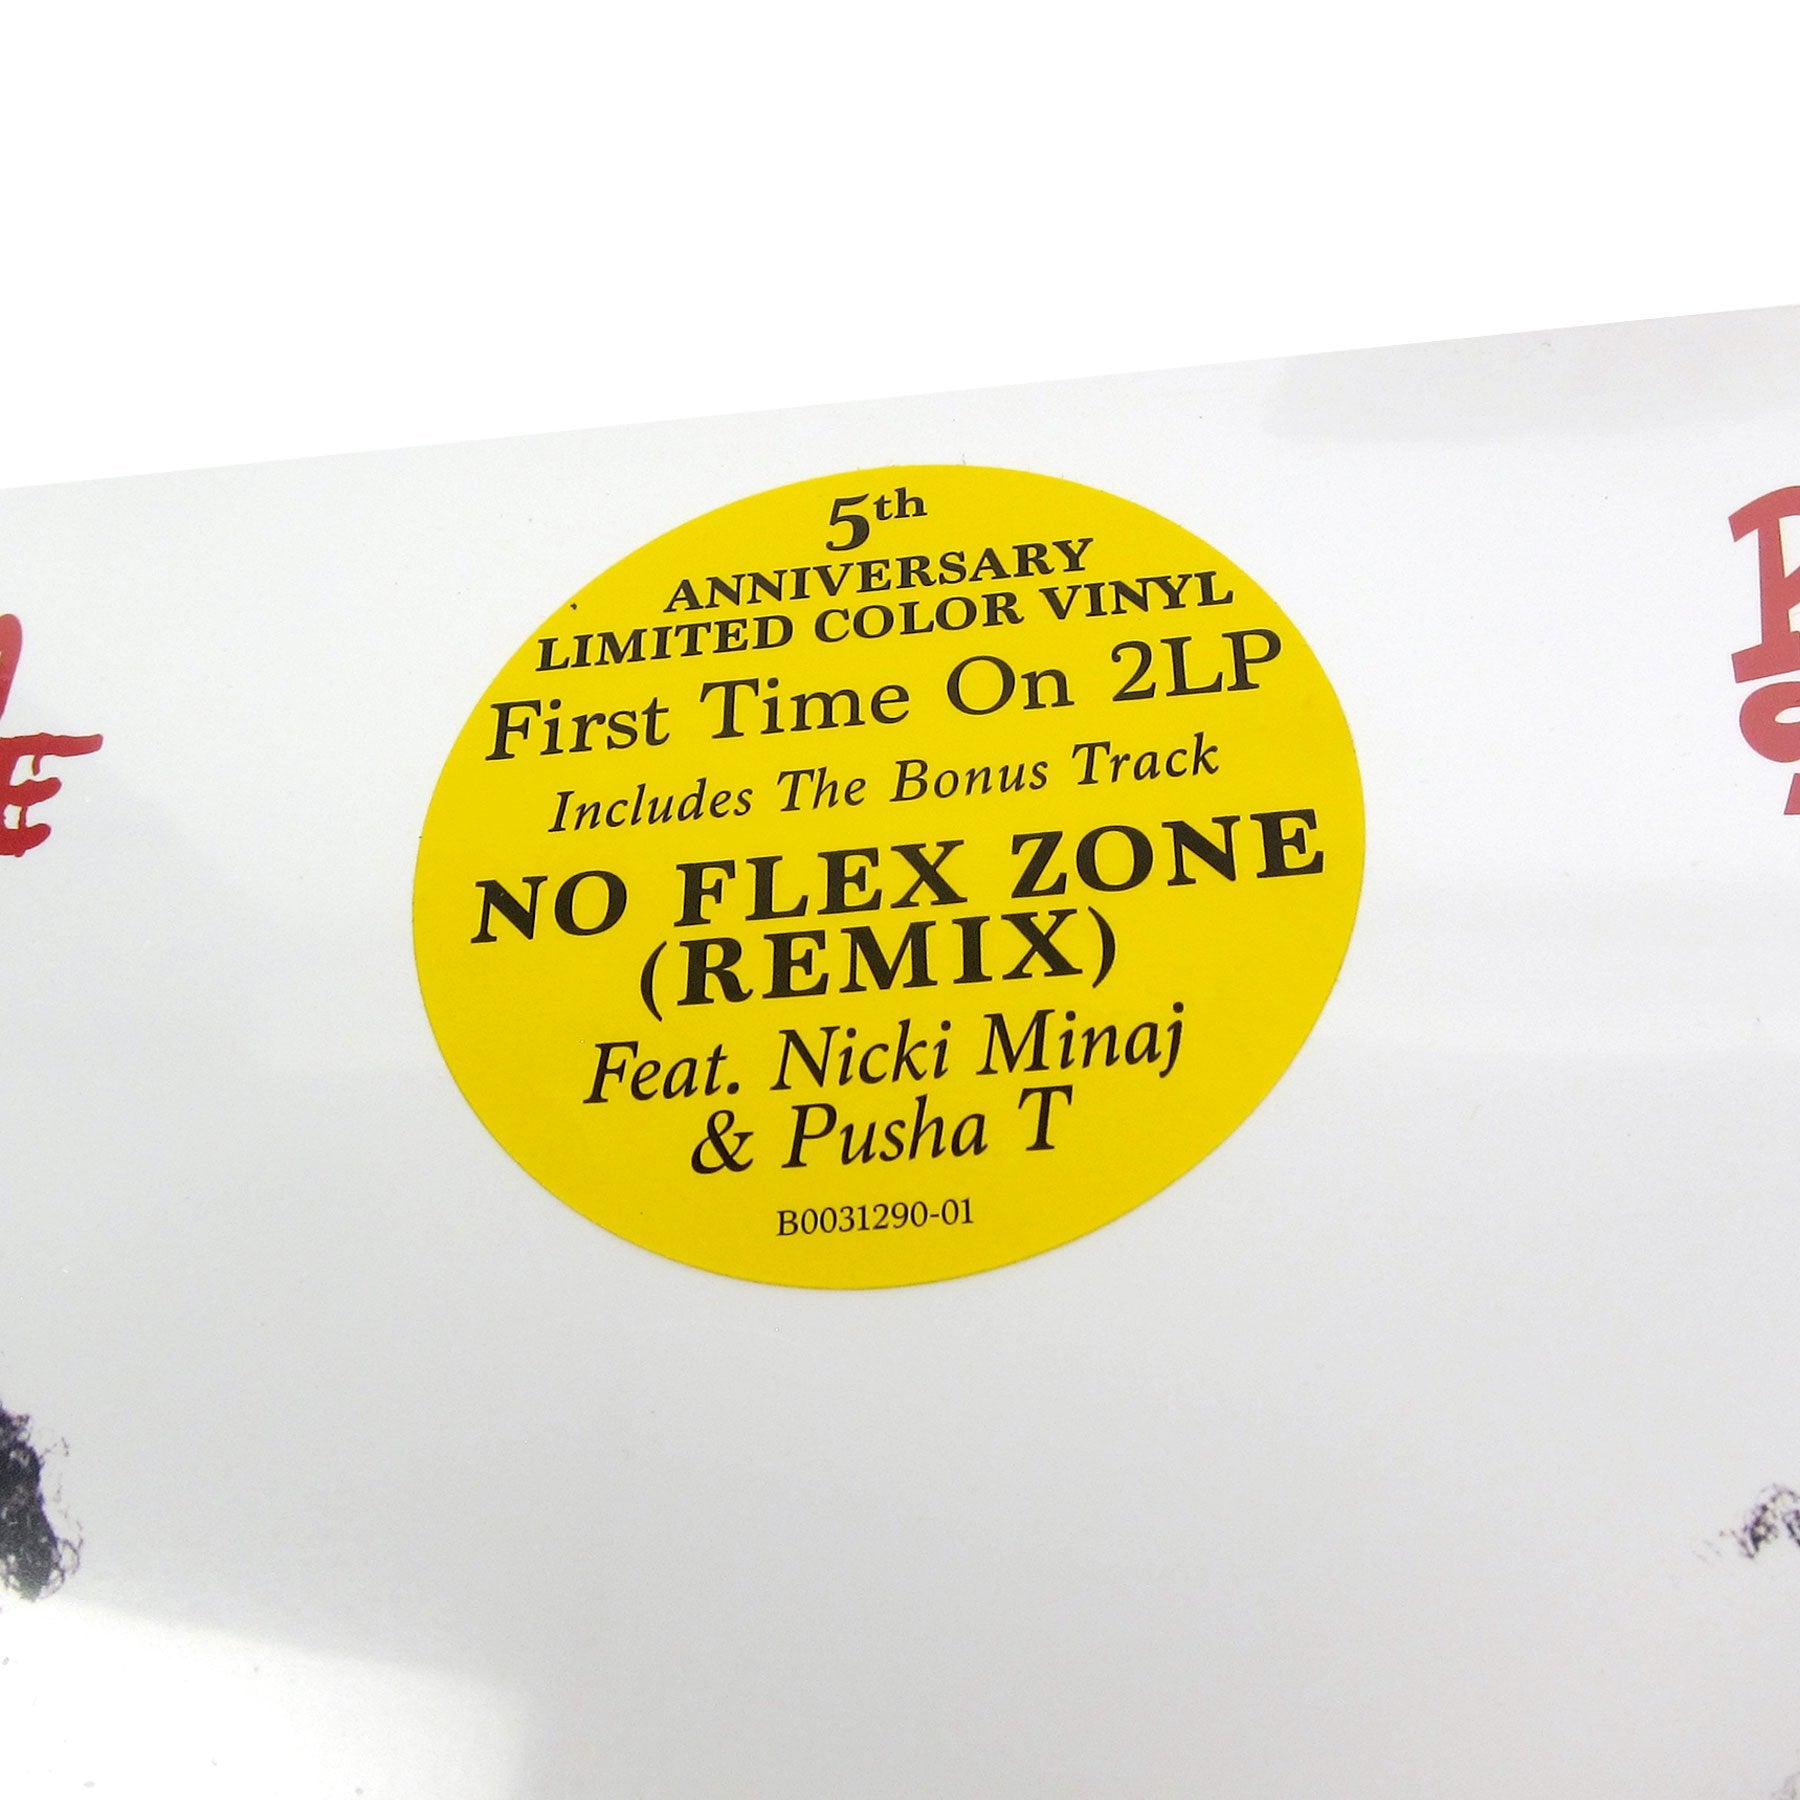 5th
ANNIVERSARY
LIMITED COLOR VINYL
First Time On 2LP
Includes The Bonus Track
NO FLEX ZONE
(REMIX)
Feat. Nicki Minaj
& Pusha T
B0031290-01